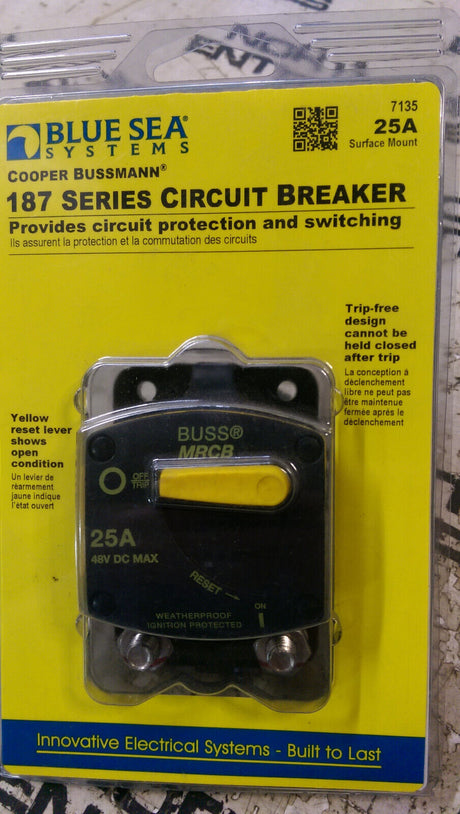 7135
25A
Surface Mount
BLUE SEA®
SYSTEMS
COOPER BUSSMANN®
187 SERIES CIRCUIT BREAKER
Provides circuit protection and switching
Ils assurent la protection et la commutation des circuits
Trip-free
design
cannot be
held closed
after trip
La conception à
déclenchement
libre ne peut pas
être maintenue
fermée après le
déclenchement
Yellow
reset lever
shows
open
condition
Un levier de
réarmement
jaune indique
l'état ouvert
BUSS®
MRCB
OFF
TRIP
25A
48V DC MAX
RESET
ON
WEATHERPROOF
IGNITION PROTECTED
Innovative Electrical Systems - Built to Last